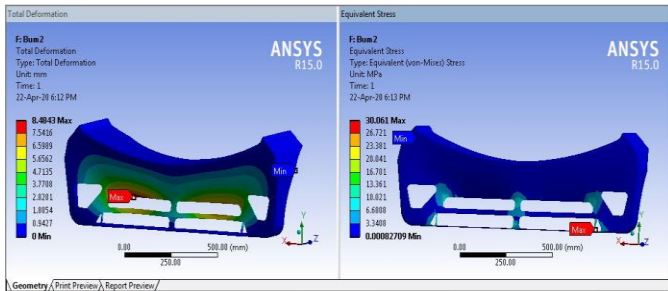 Total Deformation
F: Bum2
Total Deformation
Type: Total Deformation
Unit: mm
Time: 1
22-Apr-20 6:12 PM
ANSYS
R15.0
8.4843 Max
7.5416
6.5989
5.6562
4.7135
3.7708
2.8281
1.8854
0.9427
0 Min
Max
Min
0.00
500.00 (mm)
250.00
Y
X
Z
Equivalent Stress
F: Bum2
Equivalent Stress
Type: Equivalent (von-Mises) Stress
Unit: MPa
Time: 1
22-Apr-20 6:13 PM
ANSYS
R15.0
30.061 Max
26.721
23.381
20.041
16.701
13.361
10.021
6.6808
3.3408
0.00082709 Min
Min
Max
0.00
500.00 (mm)
250.00
Y
X
Z
Geometry Print Preview Report Preview